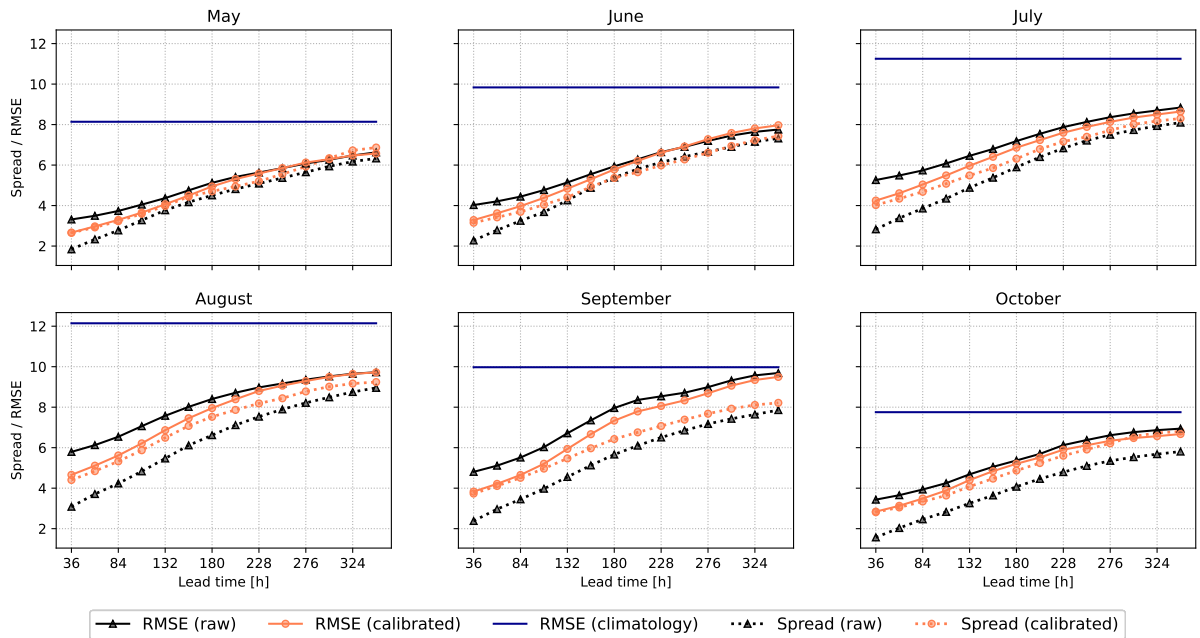 May
June
July
12
10
8
6
4
2
Spread / RMSE
August
September
October
12
10
8
6
4
2
Spread / RMSE
36 84 132 180 228 276 324
36 84 132 180 228 276 324
36 84 132 180 228 276 324
Lead time [h]
Lead time [h]
Lead time [h]
RMSE (raw)
RMSE (calibrated)
RMSE (climatology)
Spread (raw)
Spread (calibrated)